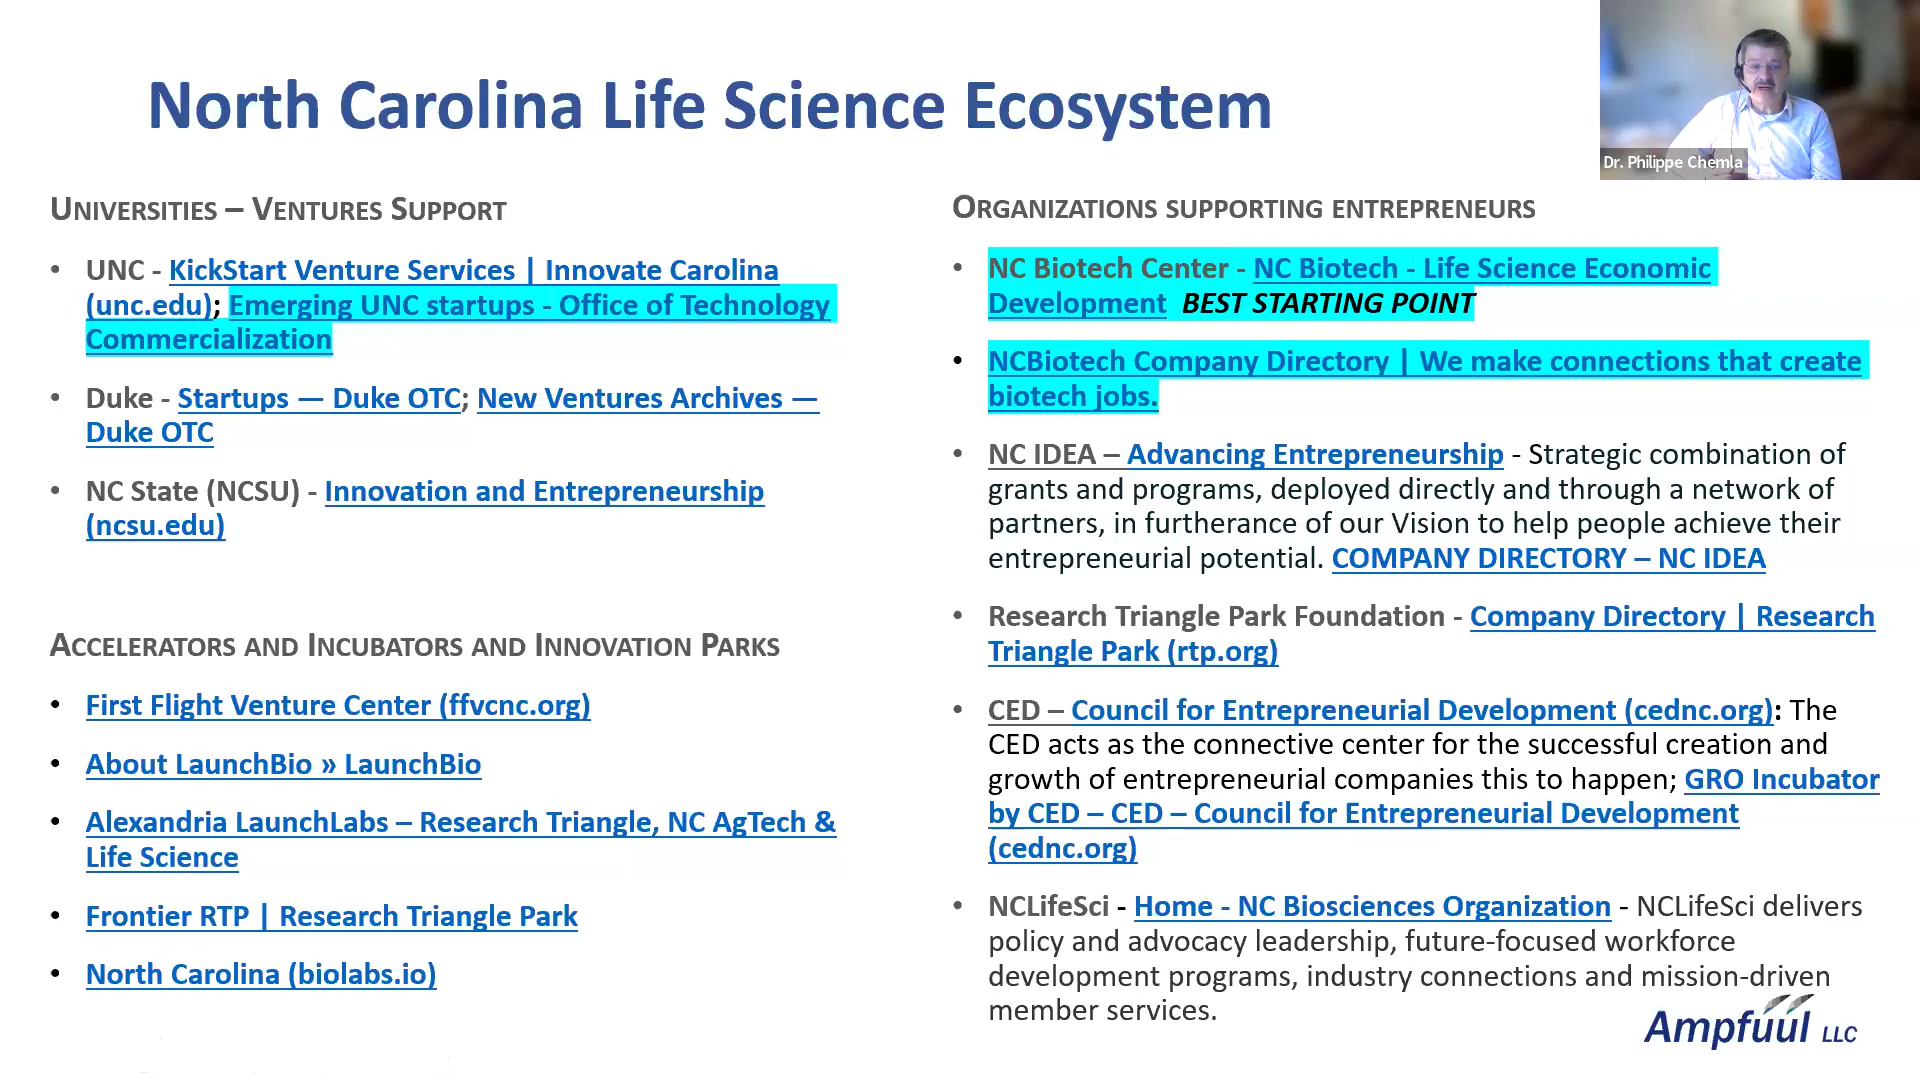 North Carolina Life Science Ecosystem
Dr. Philippe Chemla
UNIVERSITIES – VENTURES SUPPORT
• UNC - KickStart Venture Services | Innovate Carolina
(unc.edu); Emerging UNC startups - Office of Technology
Commercialization
• Duke - Startups — Duke OTC; New Ventures Archives —
Duke OTC
• NC State (NCSU) - Innovation and Entrepreneurship
(ncsu.edu)
ACCELERATORS AND INCUBATORS AND INNOVATION PARKS
• First Flight Venture Center (ffvcnc.org)
• About LaunchBio » LaunchBio
• Alexandria LaunchLabs – Research Triangle, NC AgTech &
Life Science
• Frontier RTP | Research Triangle Park
• North Carolina (biolabs.io)
ORGANIZATIONS SUPPORTING ENTREPRENEURS
• NC Biotech Center - NC Biotech - Life Science Economic
Development BEST STARTING POINT
• NCBiotech Company Directory | We make connections that create
biotech jobs.
• NC IDEA – Advancing Entrepreneurship - Strategic combination of
grants and programs, deployed directly and through a network of
partners, in furtherance of our Vision to help people achieve their
entrepreneurial potential. COMPANY DIRECTORY – NC IDEA
• Research Triangle Park Foundation - Company Directory | Research
Triangle Park (rtp.org)
• CED – Council for Entrepreneurial Development (cednc.org): The
CED acts as the connective center for the successful creation and
growth of entrepreneurial companies this to happen; GRO Incubator
by CED – CED – Council for Entrepreneurial Development
(cednc.org)
• NCLifeSci - Home - NC Biosciences Organization - NCLifeSci delivers
policy and advocacy leadership, future-focused workforce
development programs, industry connections and mission-driven
member services.
Ampfuul LLC